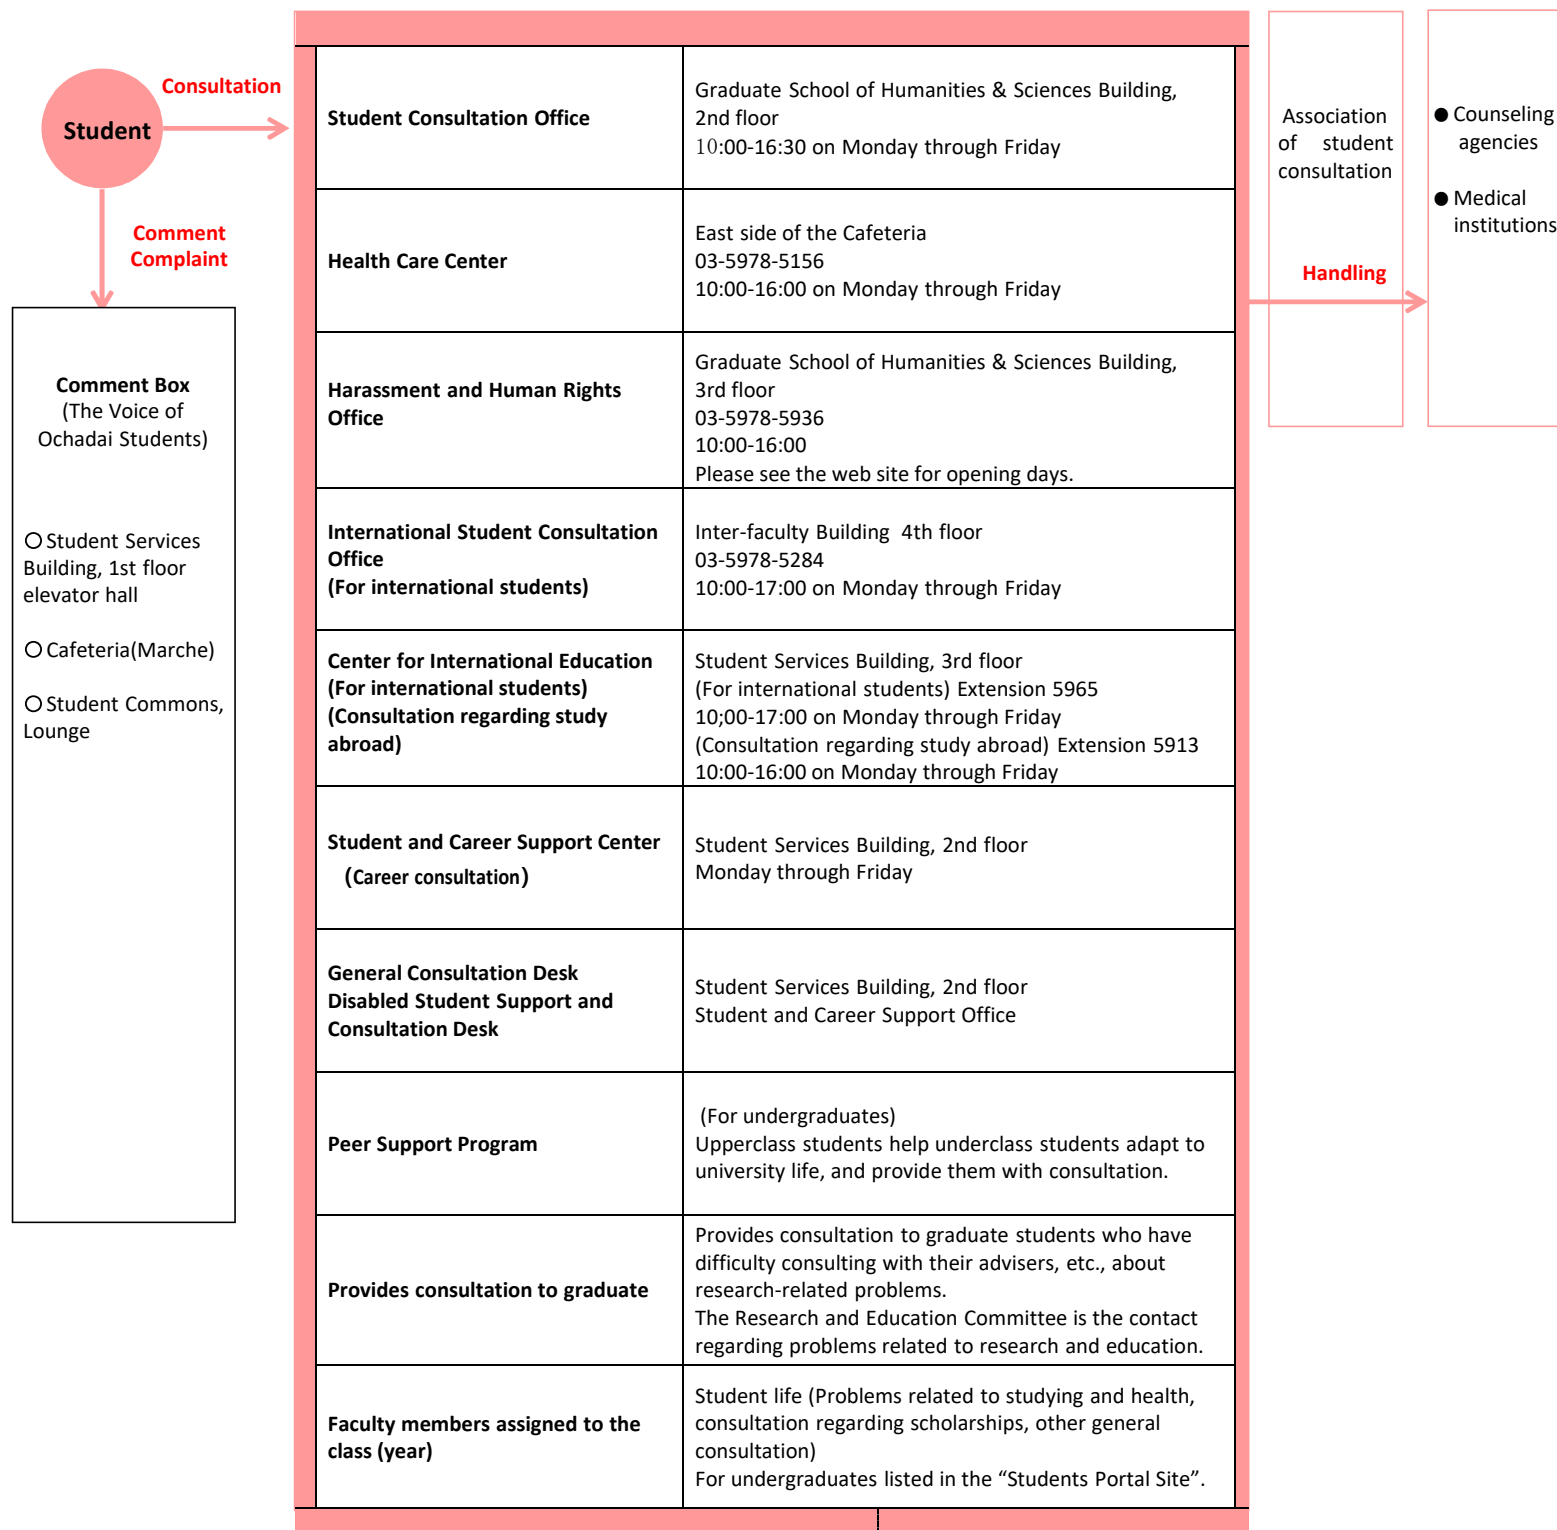 Student
Consultation
Comment
Complaint
Comment Box
(The Voice of
Ochadai Students)
○Student Services
Building, 1st floor
elevator hall
○Cafeteria(Marche)
○Student Commons,
Lounge
Student Consultation Office
Graduate School of Humanities & Sciences Building,
2nd floor
10:00-16:30 on Monday through Friday
Health Care Center
East side of the Cafeteria
03-5978-5156
10:00-16:00 on Monday through Friday
Harassment and Human Rights
Office
Graduate School of Humanities & Sciences Building,
3rd floor
03-5978-5936
10:00-16:00
Please see the web site for opening days.
International Student Consultation
Office
(For international students)
Inter-faculty Building 4th floor
03-5978-5284
10:00-17:00 on Monday through Friday
Center for International Education
(For international students)
(Consultation regarding study
abroad)
Student Services Building, 3rd floor
(For international students) Extension 5965
10;00-17:00 on Monday through Friday
(Consultation regarding study abroad) Extension 5913
10:00-16:00 on Monday through Friday
Student and Career Support Center
(Career consultation)
Student Services Building, 2nd floor
Monday through Friday
General Consultation Desk
Disabled Student Support and
Consultation Desk
Student Services Building, 2nd floor
Student and Career Support Office
Peer Support Program
(For undergraduates)
Upperclass students help underclass students adapt to
university life, and provide them with consultation.
Provides consultation to graduate
Provides consultation to graduate students who have
difficulty consulting with their advisers, etc., about
research-related problems.
The Research and Education Committee is the contact
regarding problems related to research and education.
Faculty members assigned to the
class (year)
Student life (Problems related to studying and health,
consultation regarding scholarships, other general
consultation)
For undergraduates listed in the “Students Portal Site”.
Association
of student
consultation
Handling
● Counseling
agencies
● Medical
institutions